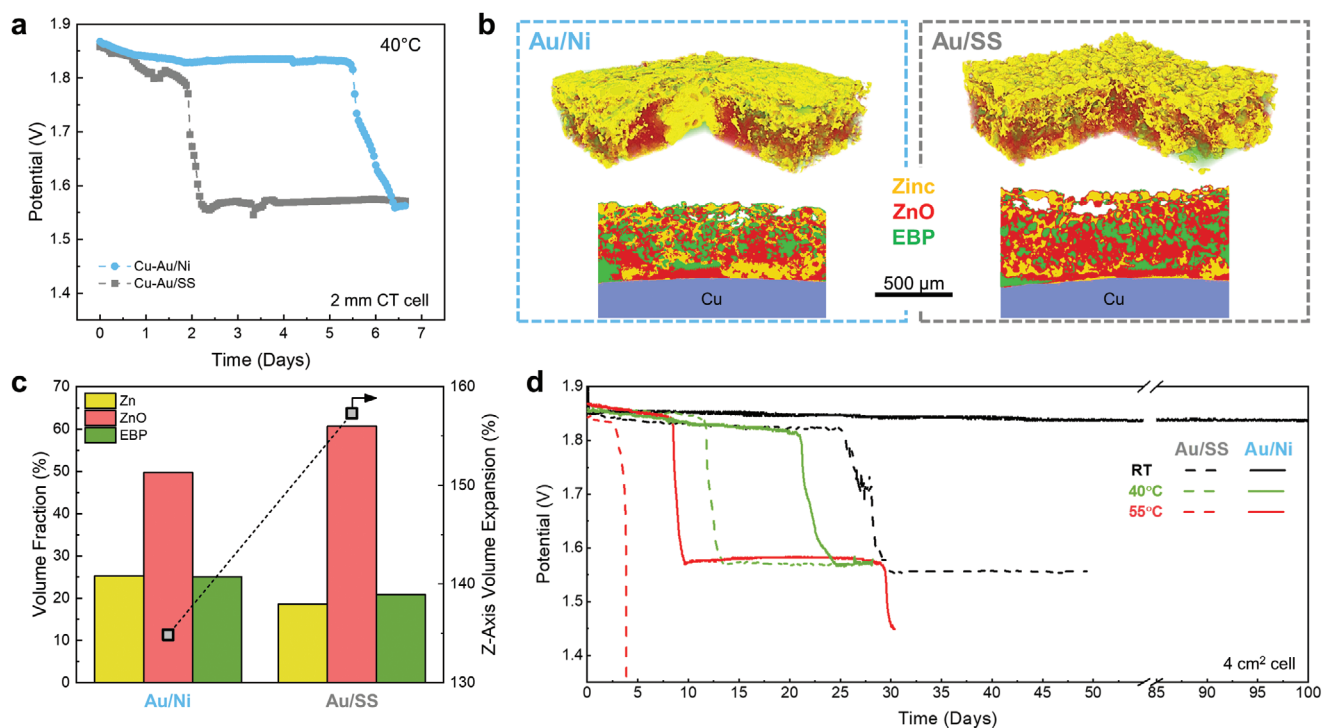 a
1.9
1.8
1.7
1.6
1.5
1.4
Potential (V)
40°C
Cu-Au/Ni
Cu-Au/SS
2 mm CT cell
0 1 2 3 4 5 6 7
Time (Days)
b
Au/Ni
Au/SS
Zinc
ZnO
EBP
500 µm
Cu
Cu
c
70
60
50
40
30
20
10
0
Volume Fraction (%)
Zn
ZnO
EBP
160
150
140
130
Z-Axis Volume Expansion (%)
Au/Ni Au/SS
d
1.9
1.8
1.7
1.6
1.5
1.4
Potential (V)
Au/SS Au/Ni
RT
40°C
55°C
4 cm² cell
0 5 10 15 20 25 30 35 40 45 50 85 90 95 100
Time (Days)